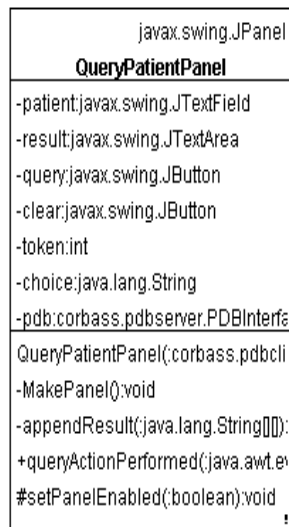 javax.swing.JPanel
QueryPatientPanel
-patient:javax.swing.JTextField
-result:javax.swing.JTextArea
-query:javax.swing.JButton
-clear:javax.swing.JButton
-token:int
-choice:java.lang.String
-pdb:corbass.pdbserver.PDBInterfa
QueryPatientPanel(:corbass.pdbcli
-MakePanel():void
-appendResult(:java.lang.String[][]):
+queryActionPerformed(:java.awt.ev
#setPanelEnabled(:boolean):void